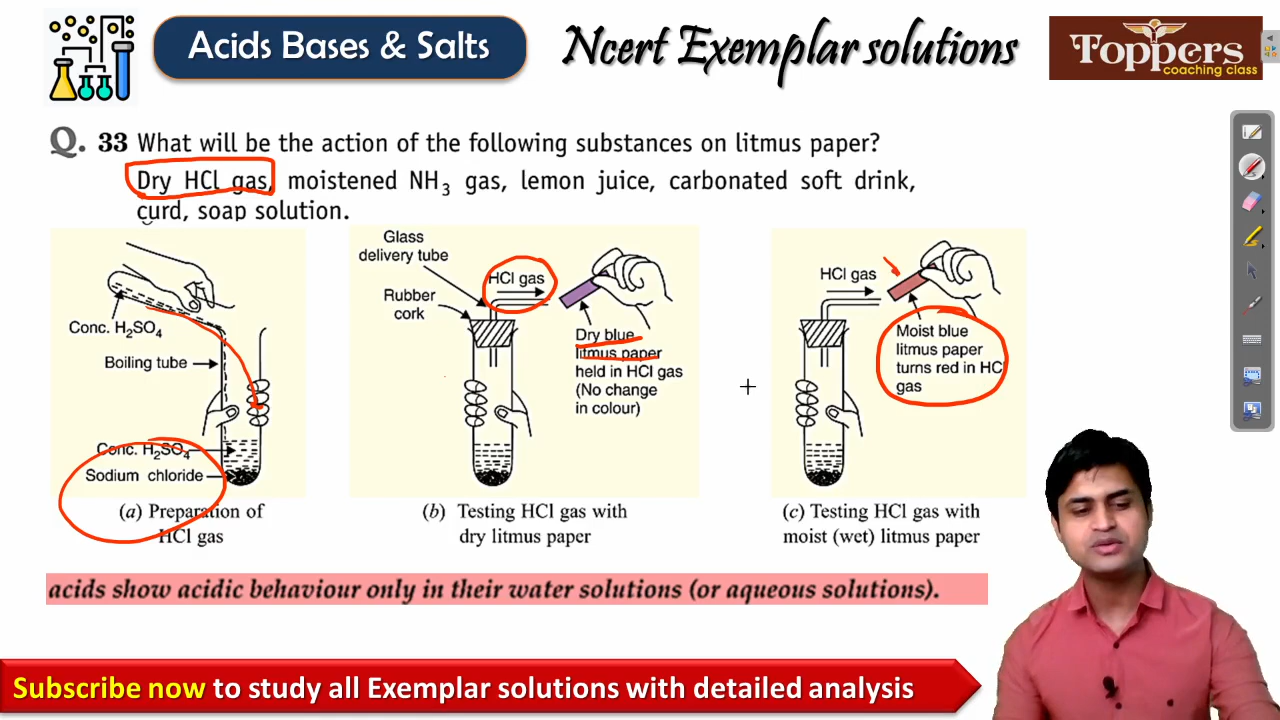 Acids Bases & Salts
Ncert Exemplar solutions
TOPPERS
coaching class
Q. 33 What will be the action of the following substances on litmus paper?
Dry HCl gas, moistened NH₃ gas, lemon juice, carbonated soft drink,
curd, soap solution.
Conc. H₂SO₄
Boiling tube
Conc. H₂SO₄
Sodium chloride
(a) Preparation of
HCl gas
Glass
delivery tube
HCl gas
Rubber
cork
Dry blue
litmus paper
held in HCl gas
(No change
in colour)
(b) Testing HCl gas with
dry litmus paper
+
HCl gas
Moist blue
litmus paper
turns red in HCl
gas
(c) Testing HCl gas with
moist (wet) litmus paper
acids show acidic behaviour only in their water solutions (or aqueous solutions).
Subscribe now to study all Exemplar solutions with detailed analysis